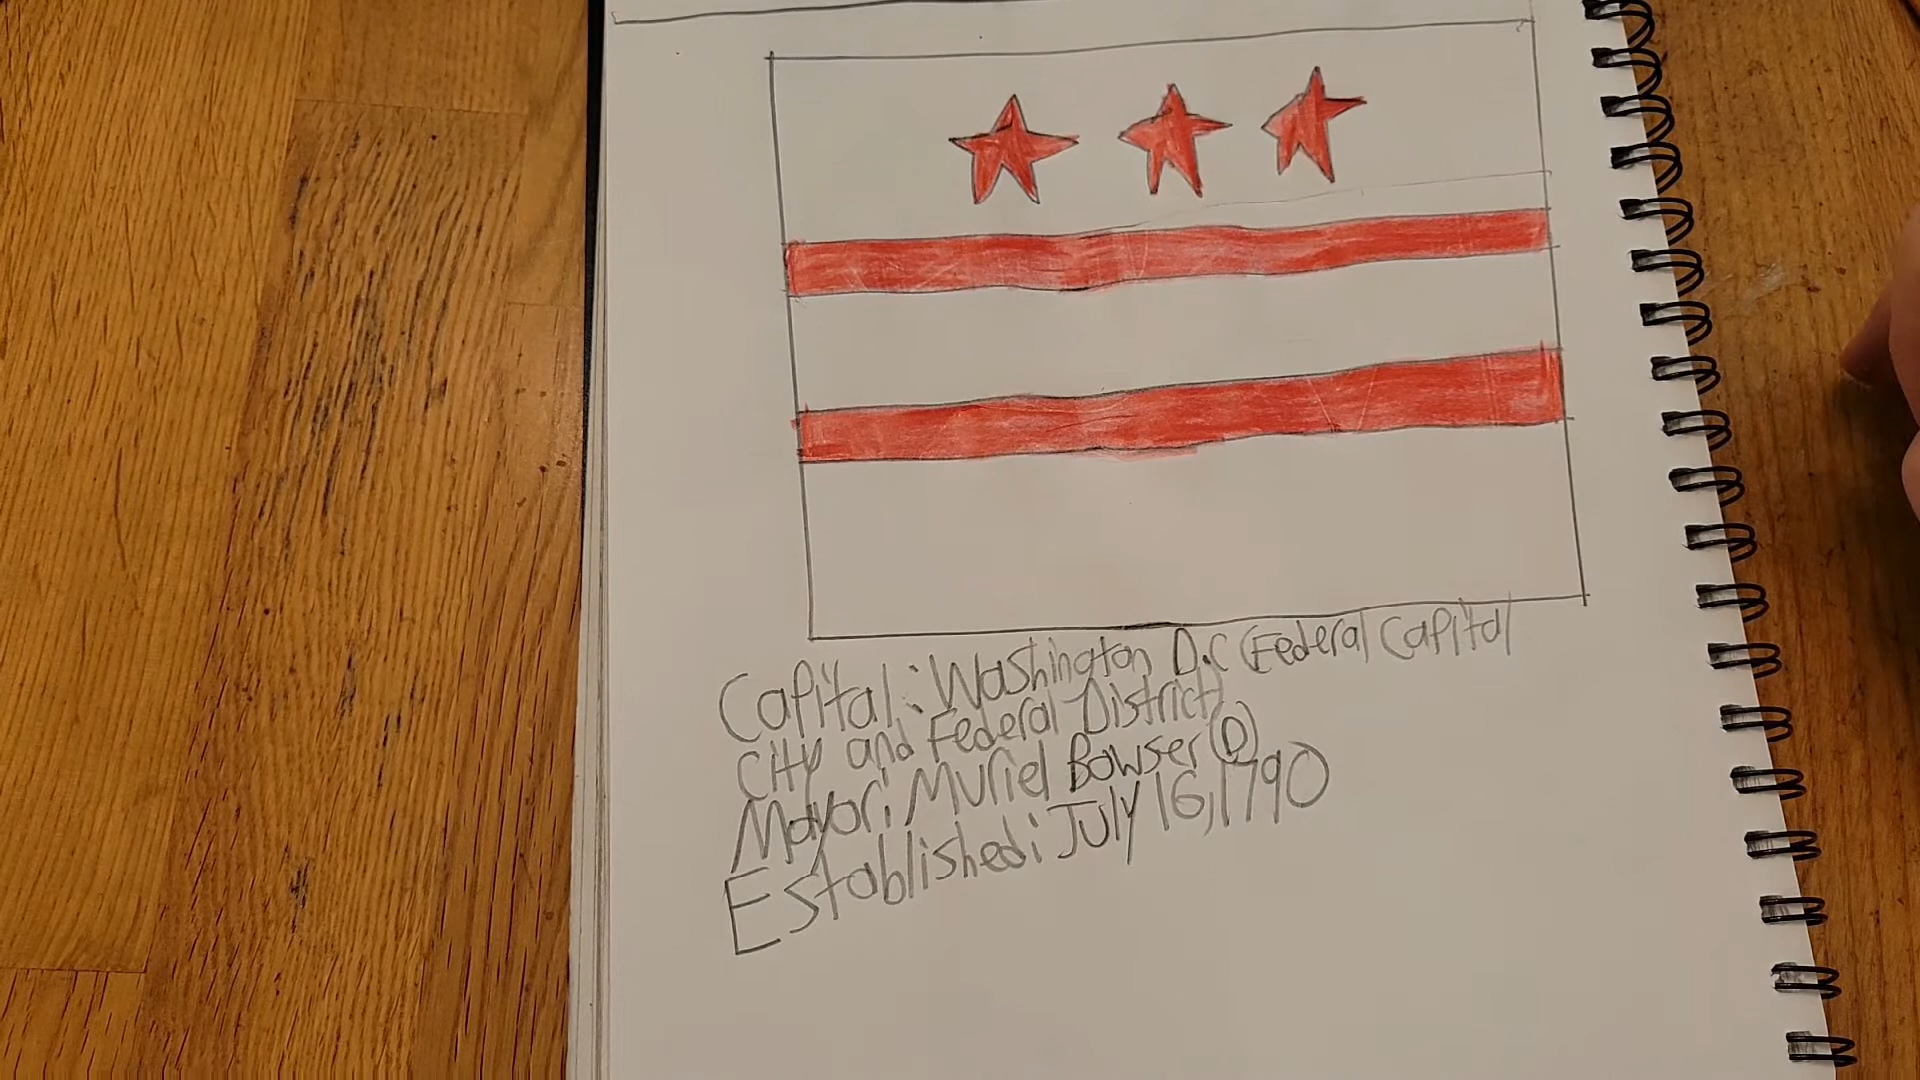 Capital: Washington D.C (Federal Capital
City and Federal District)
Mayor: Muriel Bowser (D)
Established: July 16, 1790